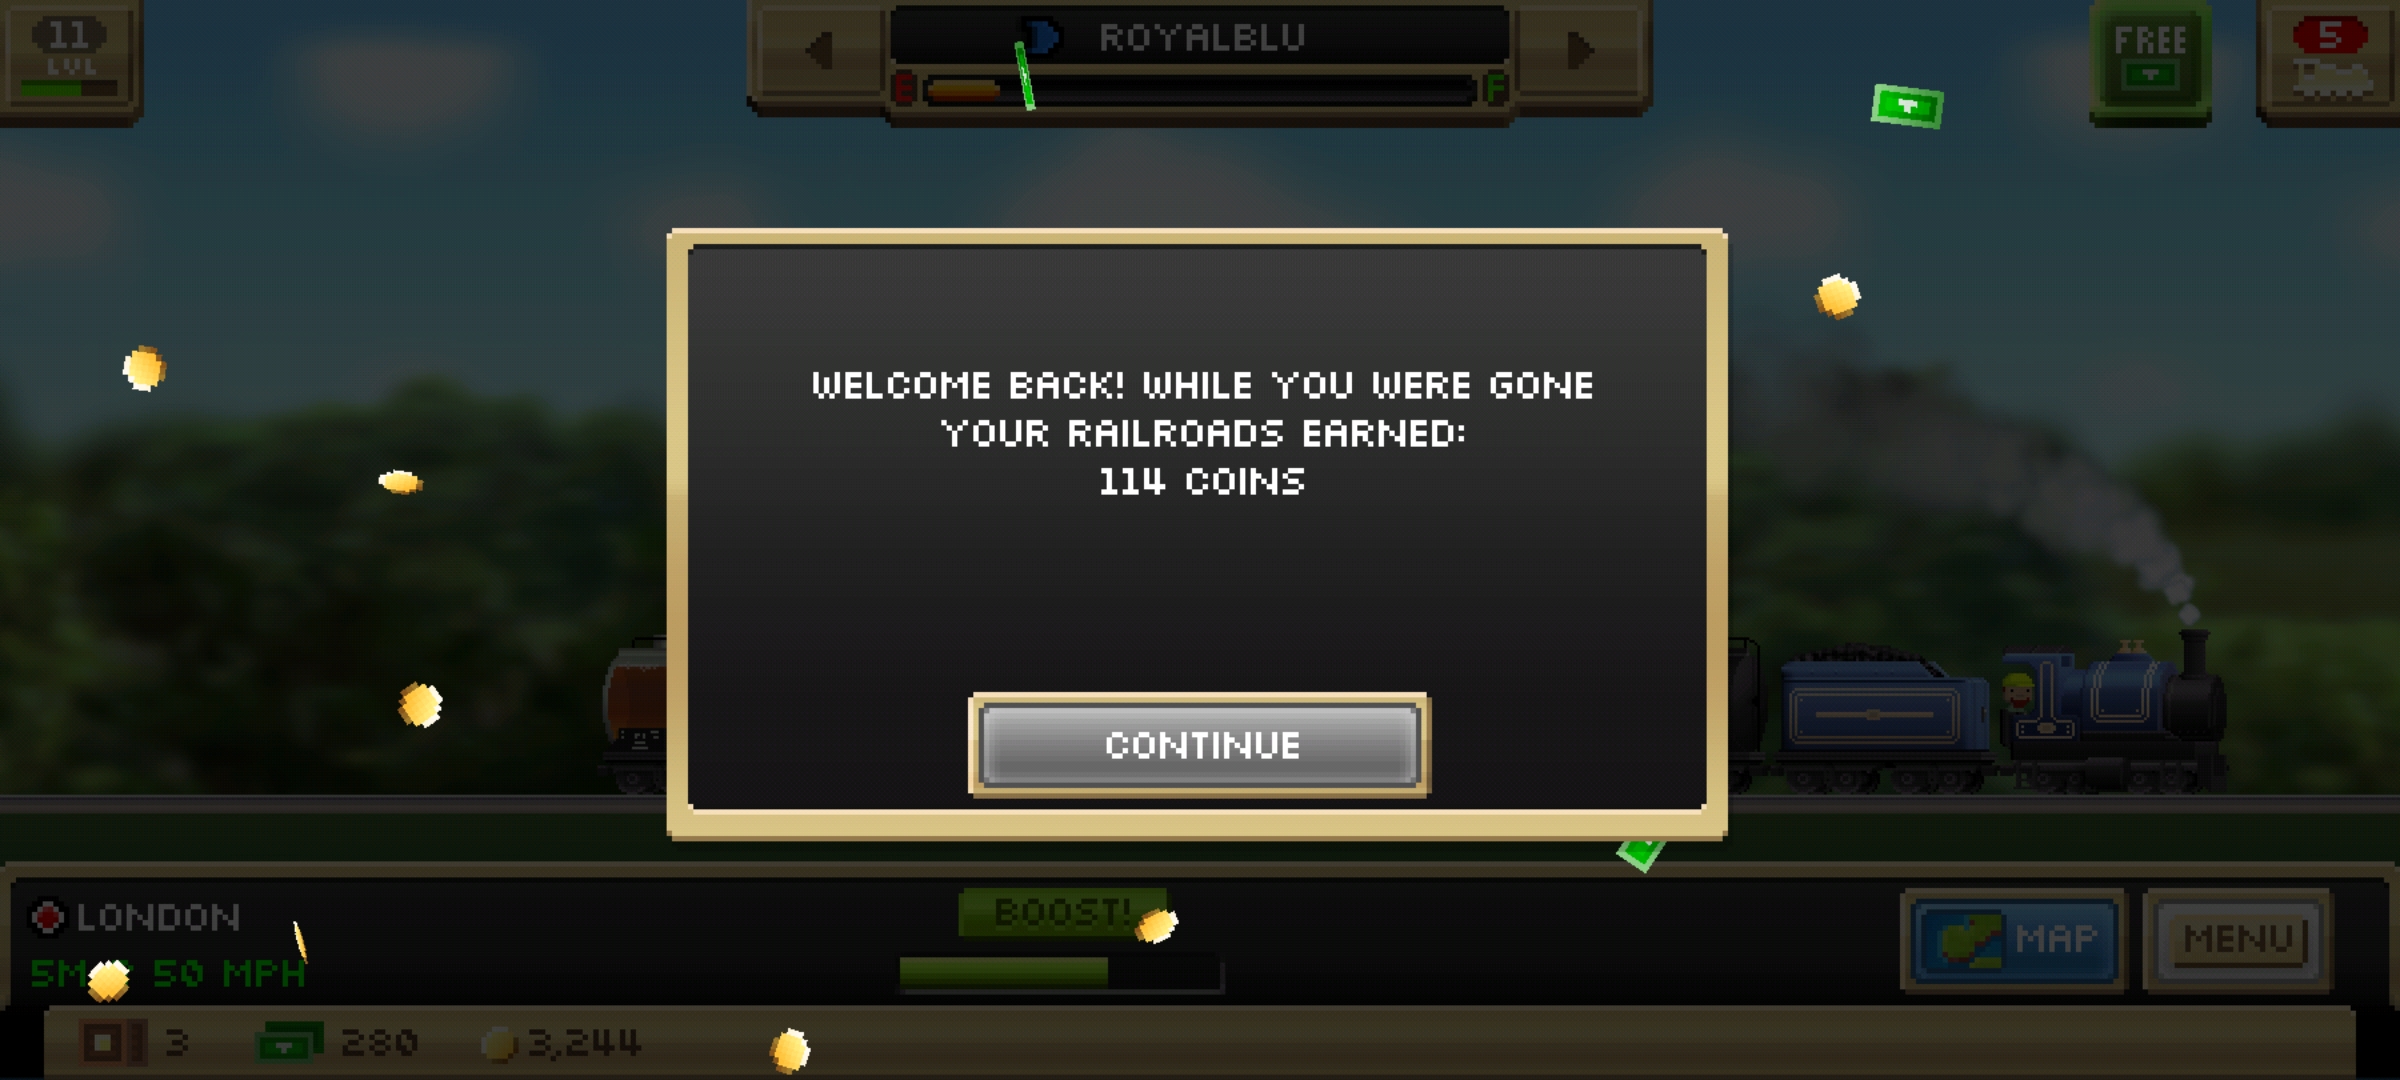 11
LVL
ROYALBLU
E F
FREE
5
WELCOME BACK! WHILE YOU WERE GONE
YOUR RAILROADS EARNED:
114 COINS
CONTINUE
LONDON
BOOST!
50 MPH
MAP
MENU
3 280 3,244